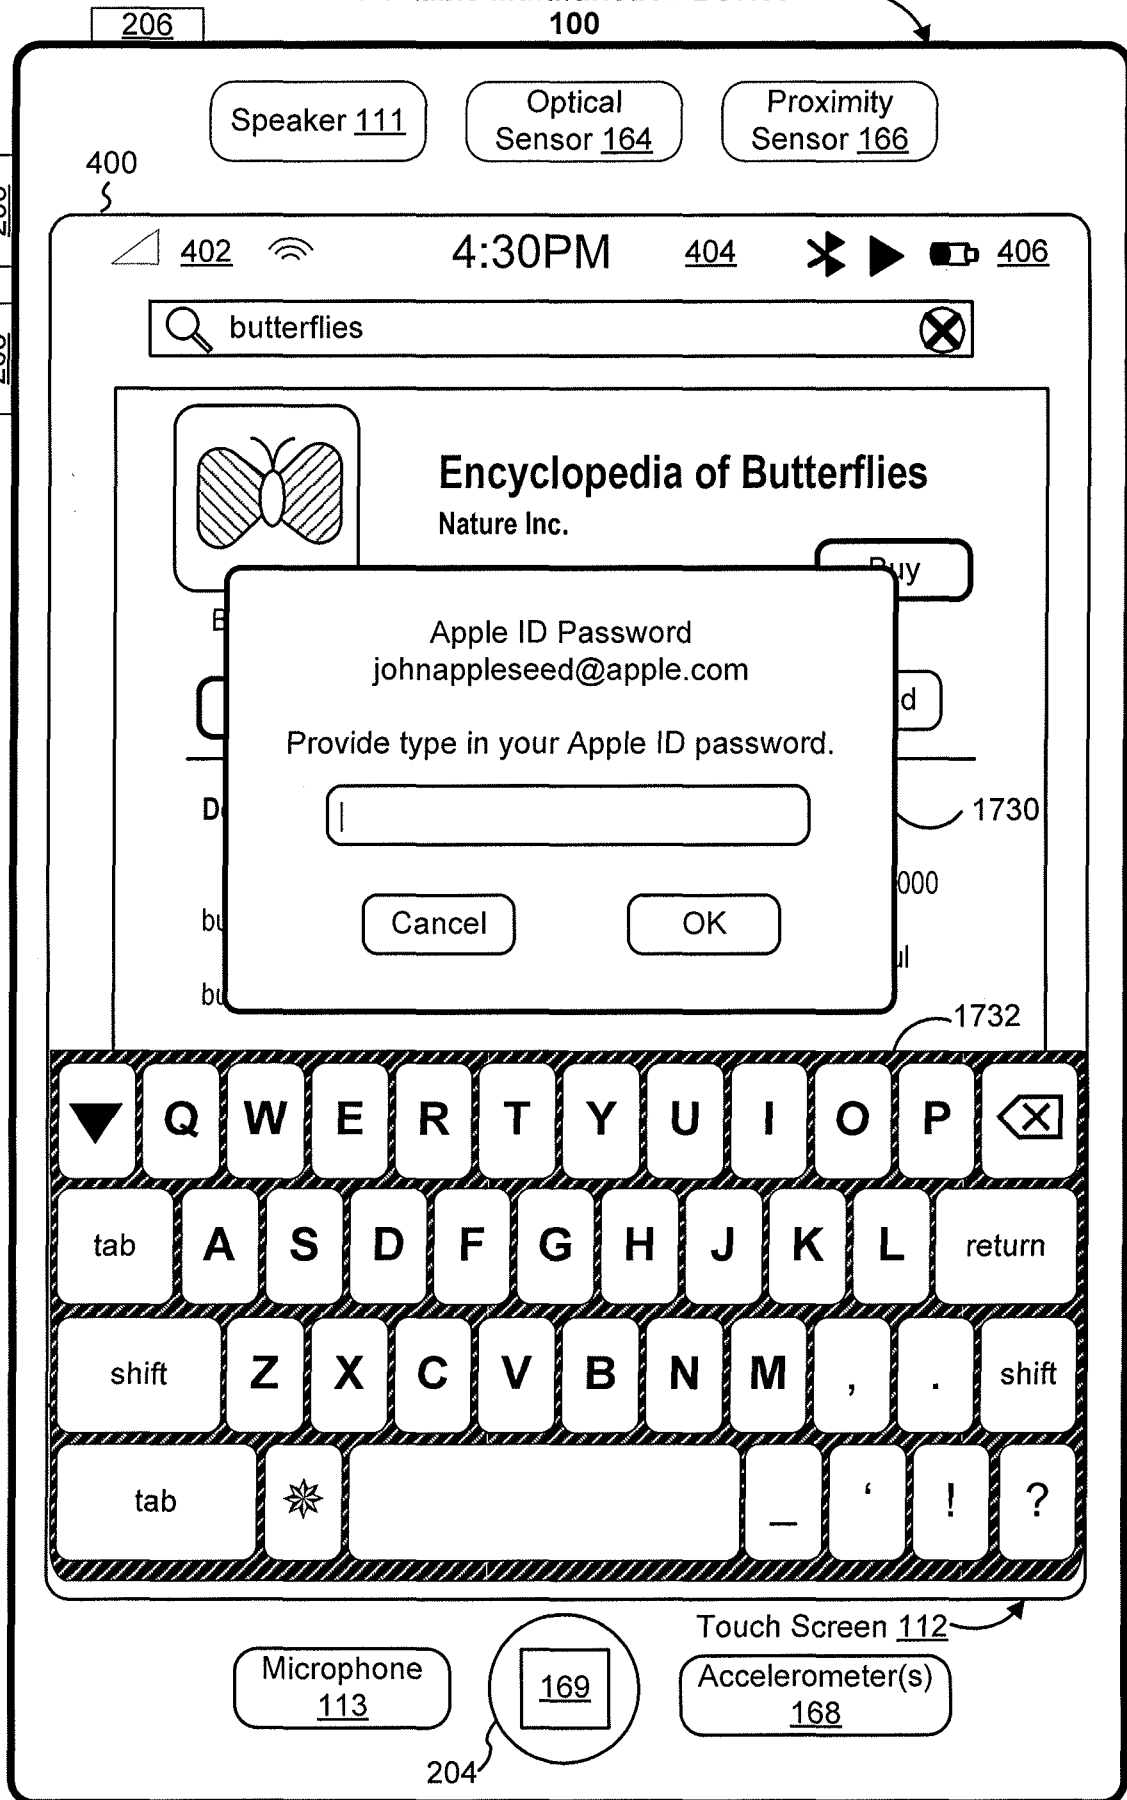 100
206
Speaker 111
Optical
Sensor 164
Proximity
Sensor 166
400
402
4:30PM
404
406
butterflies
Encyclopedia of Butterflies
Nature Inc.
Apple ID Password
johnappleseed@apple.com
Provide type in your Apple ID password.
1730
000
Cancel
OK
1732
Q W E R T Y U I O P
tab A S D F G H J K L return
shift Z X C V B N M , . shift
tab _ ‘ ! ?
Touch Screen 112
Microphone
113
169
Accelerometer(s)
168
204